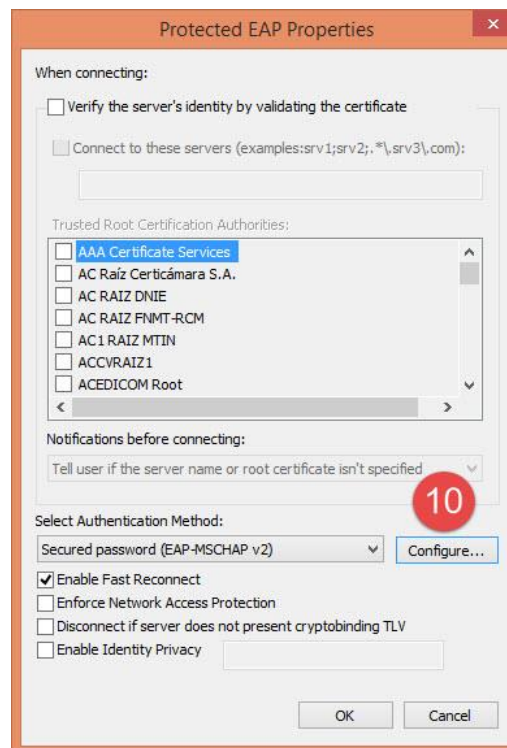 Protected EAP Properties
x
When connecting:
Verify the server's identity by validating the certificate
Connect to these servers (examples:srv1;srv2;.*\.srv3\.com):
Trusted Root Certification Authorities:
AAA Certificate Services
AC Raíz Certicámara S.A.
AC RAIZ DNIE
AC RAIZ FNMT-RCM
AC1 RAIZ MTIN
ACCVRAIZ1
ACEDICOM Root
Notifications before connecting:
Tell user if the server name or root certificate isn't specified
10
Select Authentication Method:
Secured password (EAP-MSCHAP v2) Configure...
Enable Fast Reconnect
Enforce Network Access Protection
Disconnect if server does not present cryptobinding TLV
Enable Identity Privacy
OK Cancel